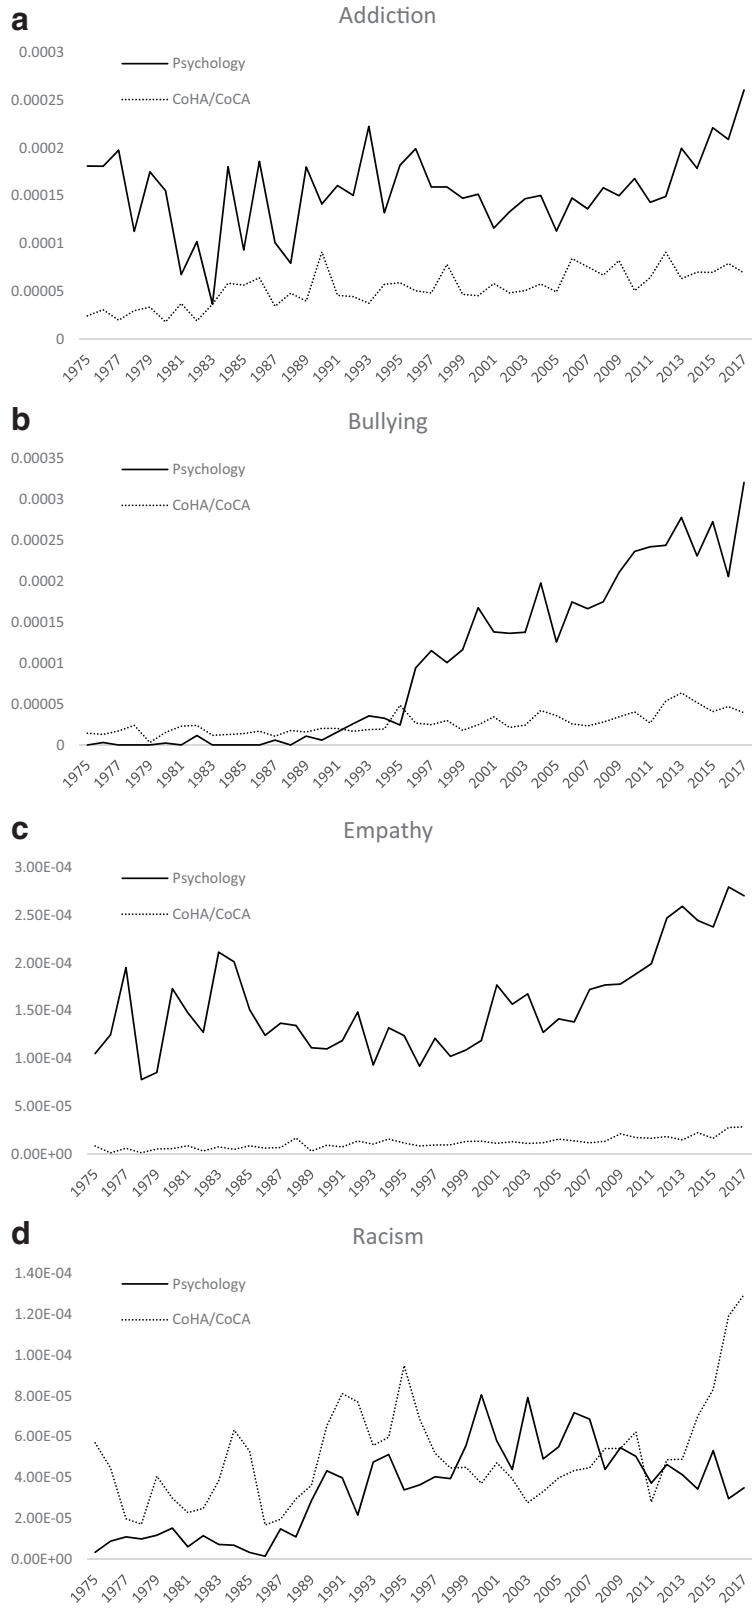 a
Addiction
0.0003
0.00025
0.0002
0.00015
0.0001
0.00005
0
Psychology
CoHA/CoCA
1975 1977 1979 1981 1983 1985 1987 1989 1991 1993 1995 1997 1999 2001 2003 2005 2007 2009 2011 2013 2015 2017
b
Bullying
0.00035
0.0003
0.00025
0.0002
0.00015
0.0001
0.00005
0
Psychology
CoHA/CoCA
1975 1977 1979 1981 1983 1985 1987 1989 1991 1993 1995 1997 1999 2001 2003 2005 2007 2009 2011 2013 2015 2017
c
Empathy
3.00E-04
2.50E-04
2.00E-04
1.50E-04
1.00E-04
5.00E-05
0.00E+00
Psychology
CoHA/CoCA
1975 1977 1979 1981 1983 1985 1987 1989 1991 1993 1995 1997 1999 2001 2003 2005 2007 2009 2011 2013 2015 2017
d
Racism
1.40E-04
1.20E-04
1.00E-04
8.00E-05
6.00E-05
4.00E-05
2.00E-05
0.00E+00
Psychology
CoHA/CoCA
1975 1977 1979 1981 1983 1985 1987 1989 1991 1993 1995 1997 1999 2001 2003 2005 2007 2009 2011 2013 2015 2017